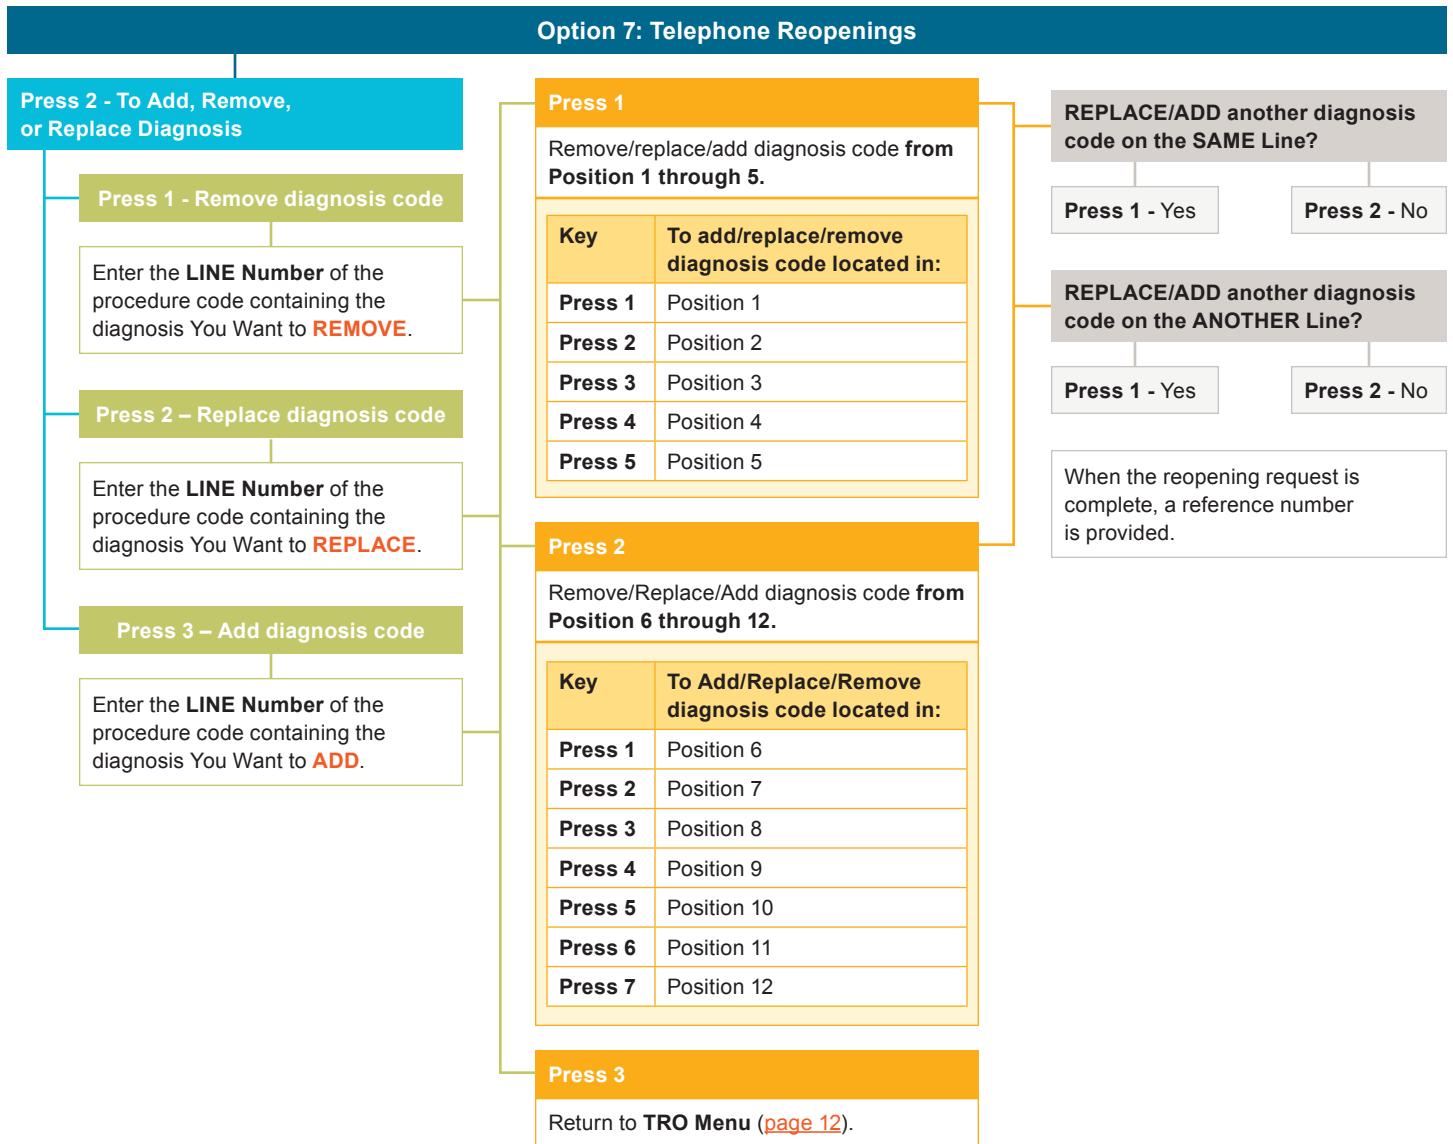 Option 7: Telephone Reopenings
Press 2 - To Add, Remove,
or Replace Diagnosis
Press 1 - Remove diagnosis code
Enter the LINE Number of the
procedure code containing the
diagnosis You Want to REMOVE.
Press 2 – Replace diagnosis code
Enter the LINE Number of the
procedure code containing the
diagnosis You Want to REPLACE.
Press 3 – Add diagnosis code
Enter the LINE Number of the
procedure code containing the
diagnosis You Want to ADD.
Press 1
Remove/replace/add diagnosis code from
Position 1 through 5.
Key To add/replace/remove
diagnosis code located in:
Press 1 Position 1
Press 2 Position 2
Press 3 Position 3
Press 4 Position 4
Press 5 Position 5
Press 2
Remove/Replace/Add diagnosis code from
Position 6 through 12.
Key To Add/Replace/Remove
diagnosis code located in:
Press 1 Position 6
Press 2 Position 7
Press 3 Position 8
Press 4 Position 9
Press 5 Position 10
Press 6 Position 11
Press 7 Position 12
Press 3
Return to TRO Menu (page 12).
REPLACE/ADD another diagnosis
code on the SAME Line?
Press 1 - Yes Press 2 - No
REPLACE/ADD another diagnosis
code on the ANOTHER Line?
Press 1 - Yes Press 2 - No
When the reopening request is
complete, a reference number
is provided.